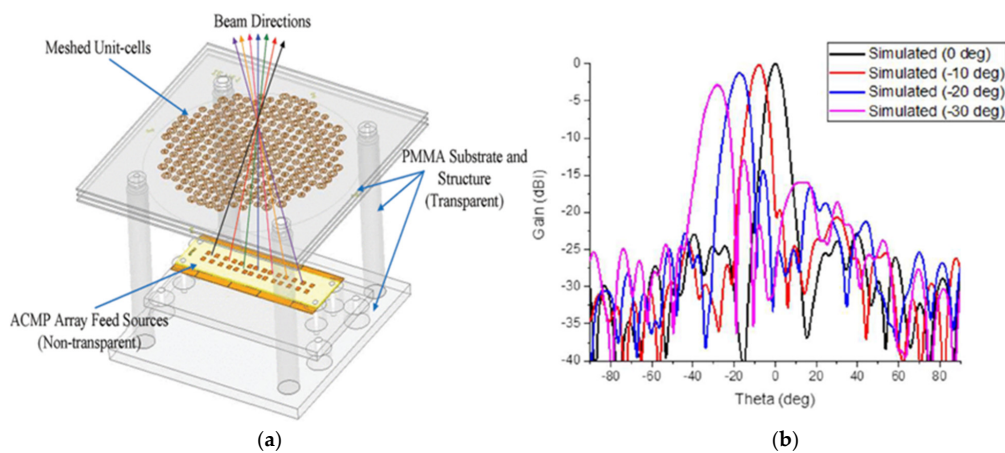 Beam Directions
Meshed Unit-cells
PMMA Substrate and
Structure
(Transparent)
ACMP Array Feed Sources
(Non-transparent)
(a)
Simulated (0 deg)
Simulated (-10 deg)
Simulated (-20 deg)
Simulated (-30 deg)
Gain (dBi)
0
-5
-10
-15
-20
-25
-30
-35
-40
-80 -60 -40 -20 0 20 40 60 80
Theta (deg)
(b)